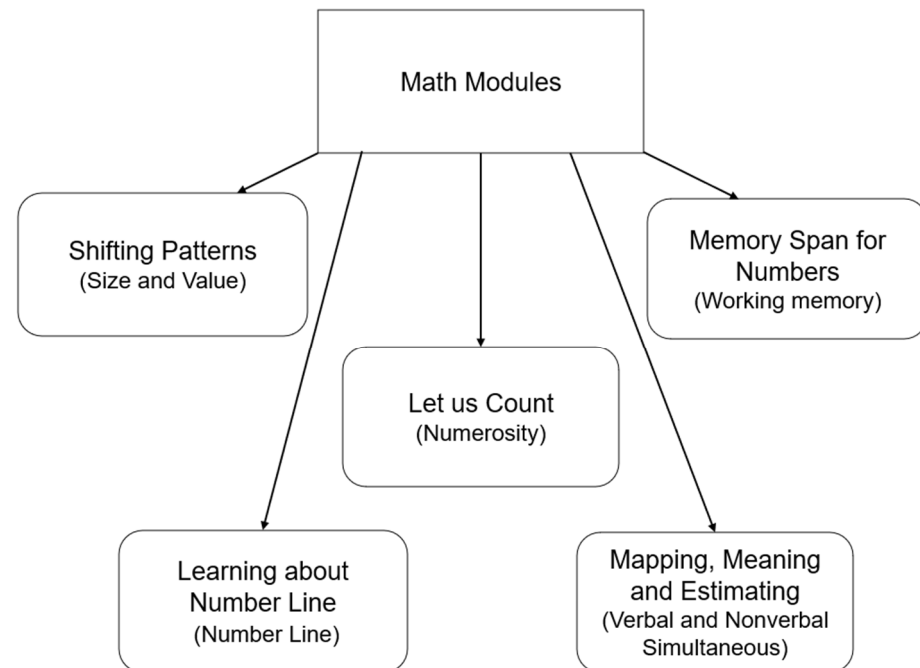 Math Modules
Shifting Patterns
(Size and Value)
Memory Span for
Numbers
(Working memory)
Let us Count
(Numerosity)
Learning about
Number Line
(Number Line)
Mapping, Meaning
and Estimating
(Verbal and Nonverbal
Simultaneous)